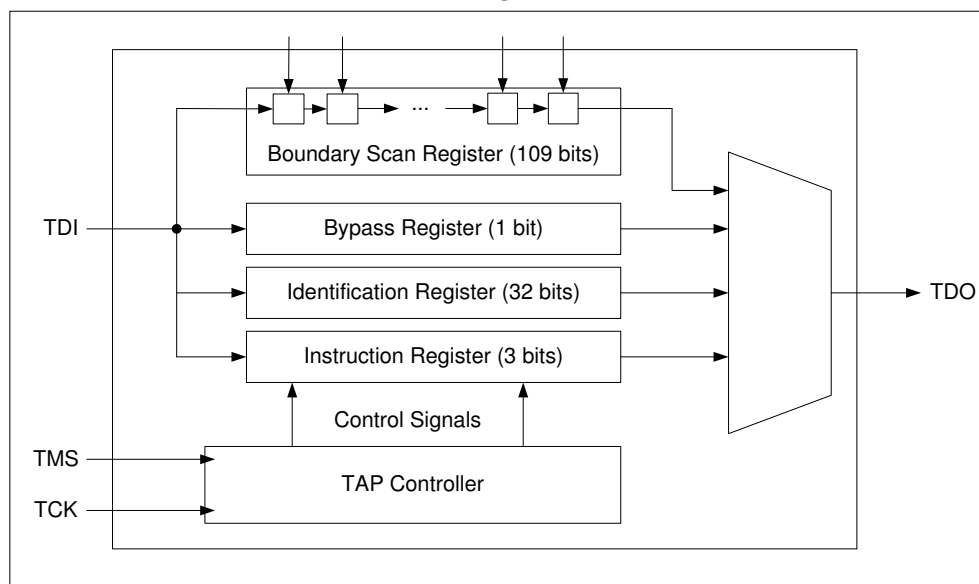 ...
Boundary Scan Register (109 bits)
TDI
Bypass Register (1 bit)
Identification Register (32 bits)
TDO
Instruction Register (3 bits)
Control Signals
TMS
TAP Controller
TCK